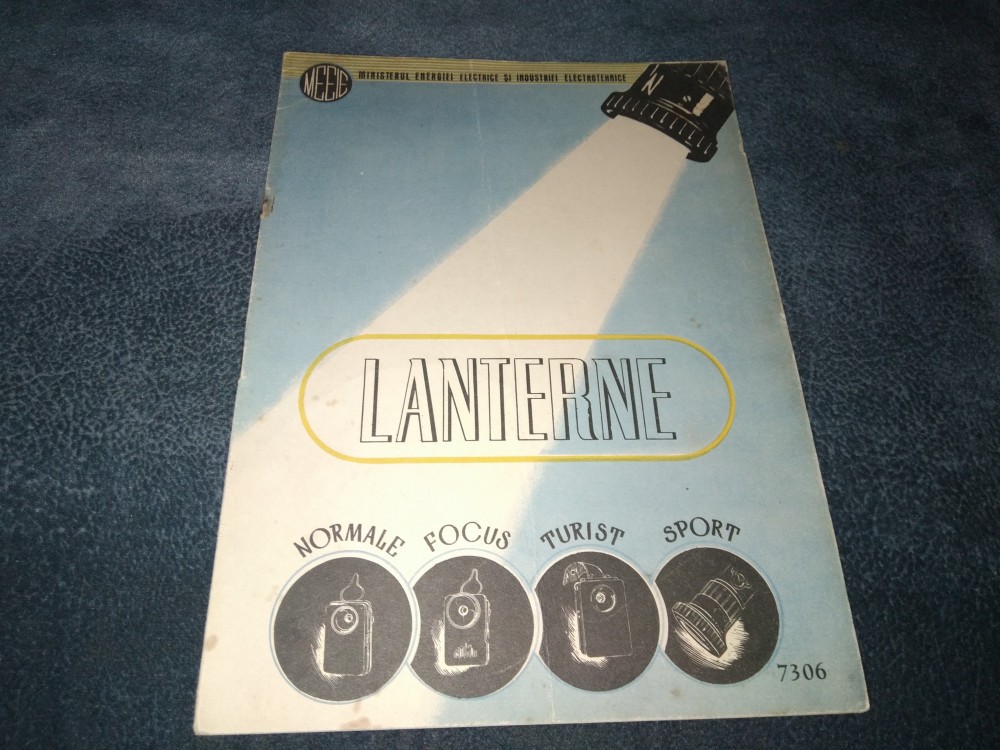 MEEIE
MINISTERUL ENERGIEI ELECTRICE ȘI INDUSTRIEI ELECTROTEHNICE
LANTERNE
NORMALE FOCUS TURIST SPORT
7306